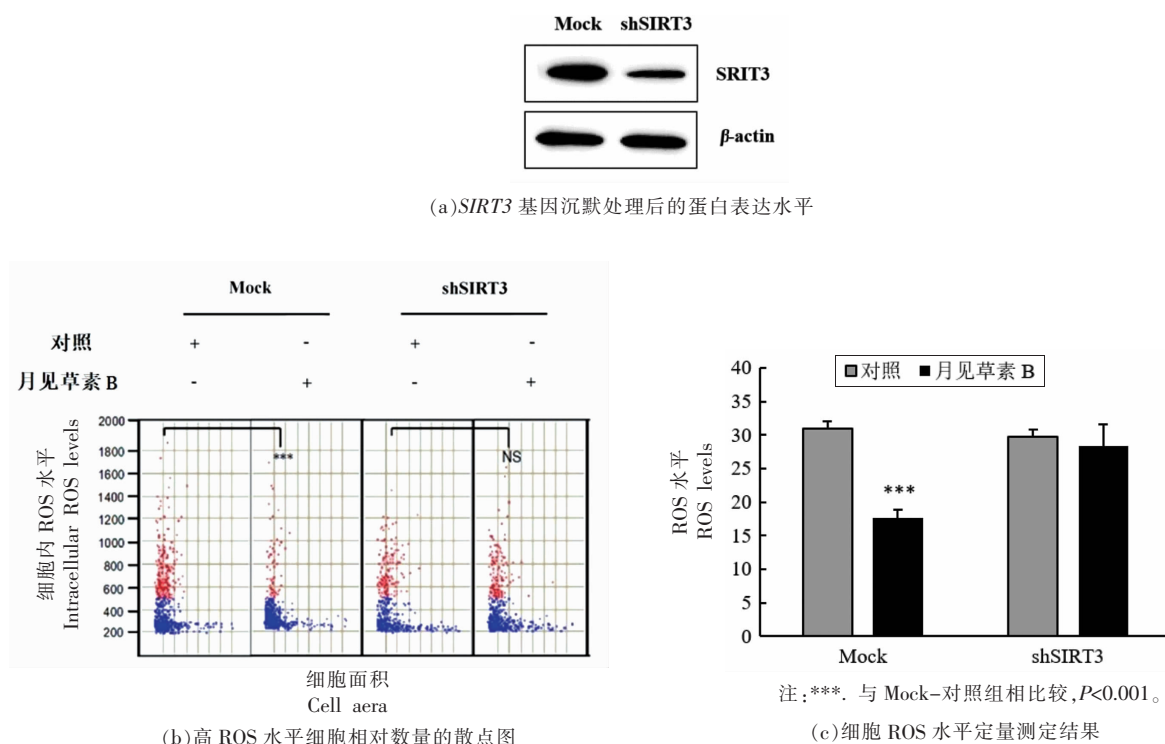 Mock shSIRT3
SRIT3
β-actin
(a)SIRT3 基因沉默处理后的蛋白表达水平
Mock shSIRT3
对照 + - + -
月见草素 B - + - +
细胞内 ROS 水平
Intracellular ROS levels
2000
1800
1600
1400
1200
1000
800
600
400
200
***
NS
细胞面积
Cell aera
(b)高 ROS 水平细胞相对数量的散点图
ROS 水平
ROS levels
40
35
30
25
20
15
10
5
0
对照 月见草素 B
***
Mock shSIRT3
注:***. 与 Mock-对照组相比较,P<0.001。
(c)细胞 ROS 水平定量测定结果